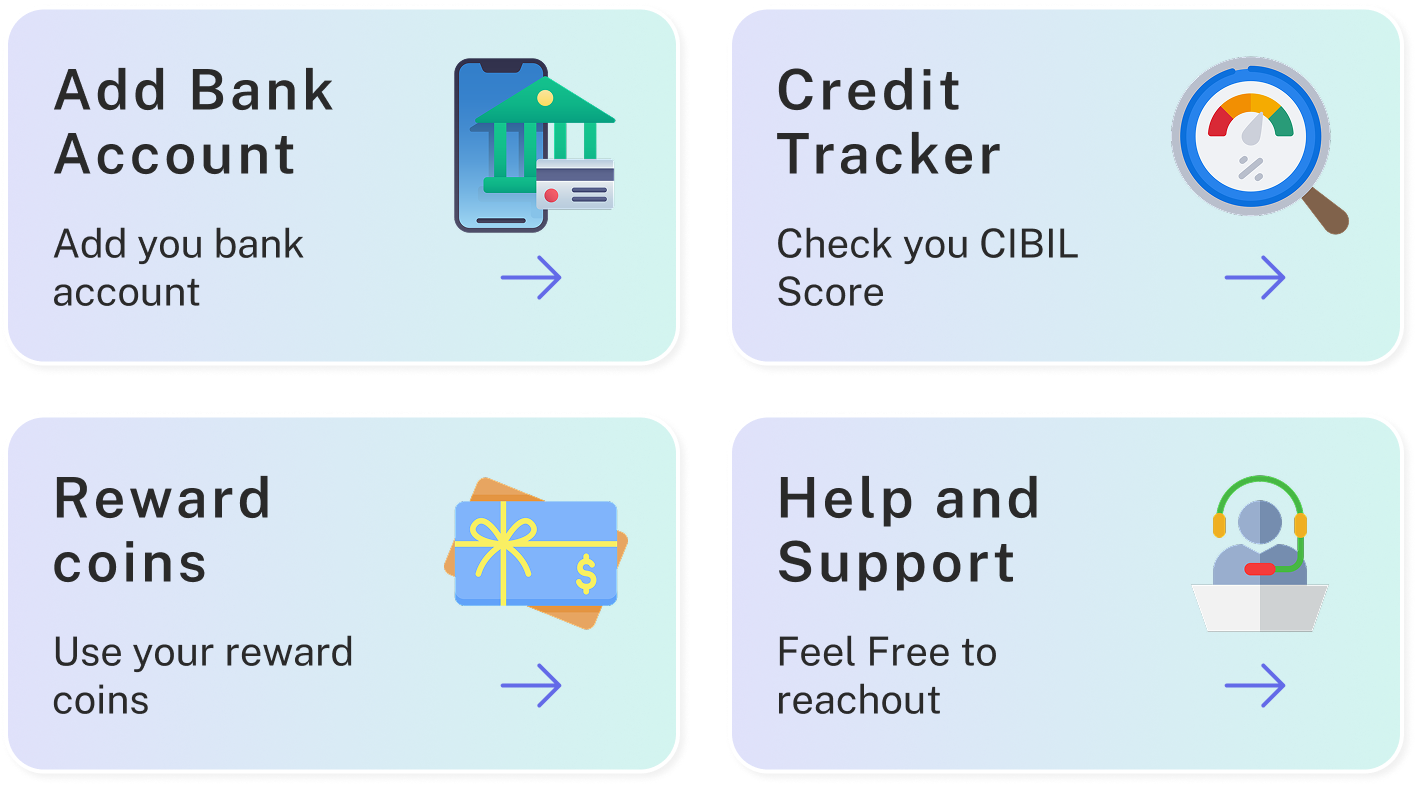 Add Bank
Account
Add you bank
account
Credit
Tracker
Check you CIBIL
Score
Reward
coins
$
Use your reward
coins
Help and
Support
Feel Free to
reachout